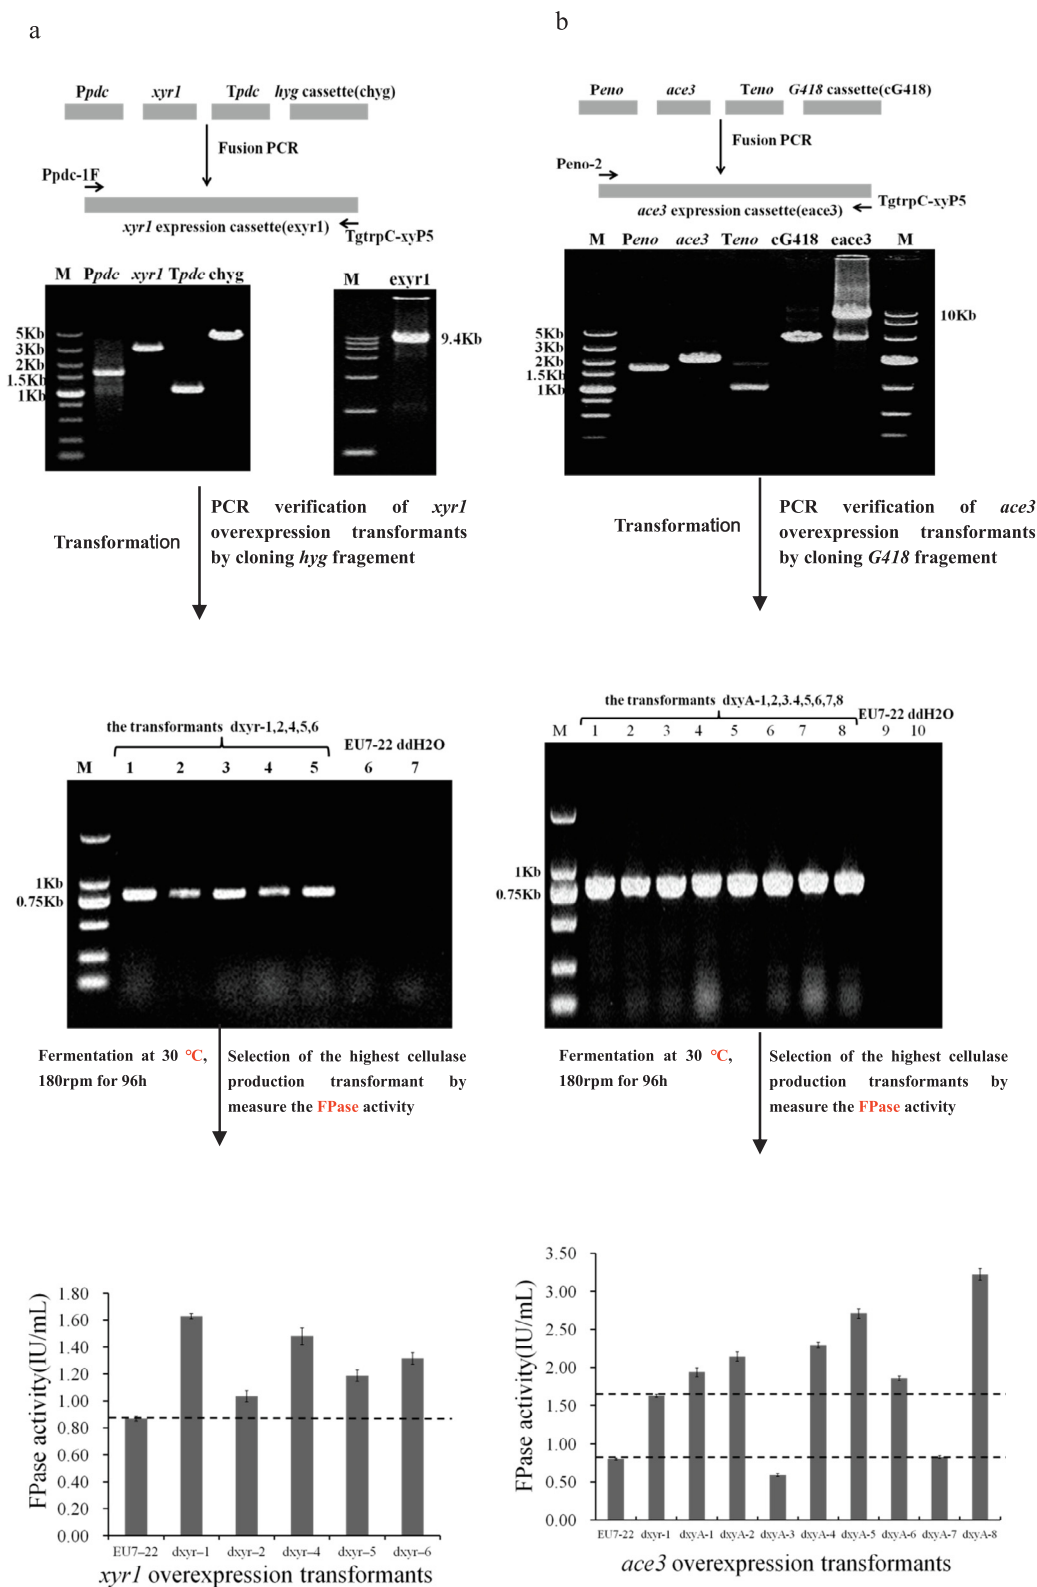 a
Ppdc xyr1 Tpdc hyg cassette(chyg)
Fusion PCR
Ppdc-1F
xyr1 expression cassette(exyr1)
TgtrpC-xyP5
M Ppdc xyr1 Tpdc chyg
5Kb
3Kb
2Kb
1.5Kb
1Kb
M exyr1
9.4Kb
Transformation
PCR verification of xyr1
overexpression transformants
by cloning hyg fragement
the transformants dxyr-1,2,4,5,6
EU7-22 ddH2O
M 1 2 3 4 5 6 7
1Kb
0.75Kb
Fermentation at 30 °C,
180rpm for 96h
Selection of the highest cellulase
production transformant by
measure the FPase activity
FPase activity(IU/mL)
1.80
1.60
1.40
1.20
1.00
0.80
0.60
0.40
0.20
0.00
EU7–22 dxyr–1 dxyr–2 dxyr–4 dxyr–5 dxyr–6
xyr1 overexpression transformants
b
Peno ace3 Teno G418 cassette(cG418)
Fusion PCR
Peno-2
TgtrpC-xyP5
ace3 expression cassette(eace3)
M Peno ace3 Teno cG418 eace3 M
5Kb
3Kb
2Kb
1.5Kb
1Kb
10Kb
Transformation
PCR verification of ace3
overexpression transformants
by cloning G418 fragement
the transformants dxyA-1,2,3.4,5,6,7,8
EU7-22 ddH2O
M 1 2 3 4 5 6 7 8 9 10
1Kb
0.75Kb
Fermentation at 30 °C,
180rpm for 96h
Selection of the highest cellulase
production transformants by
measure the FPase activity
FPase activity(IU/mL)
3.50
3.00
2.50
2.00
1.50
1.00
0.50
0.00
EU7-22 dxyr-1 dxyA-1 dxyA-2 dxyA-3 dxyA-4 dxyA-5 dxyA-6 dxyA-7 dxyA-8
ace3 overexpression transformants